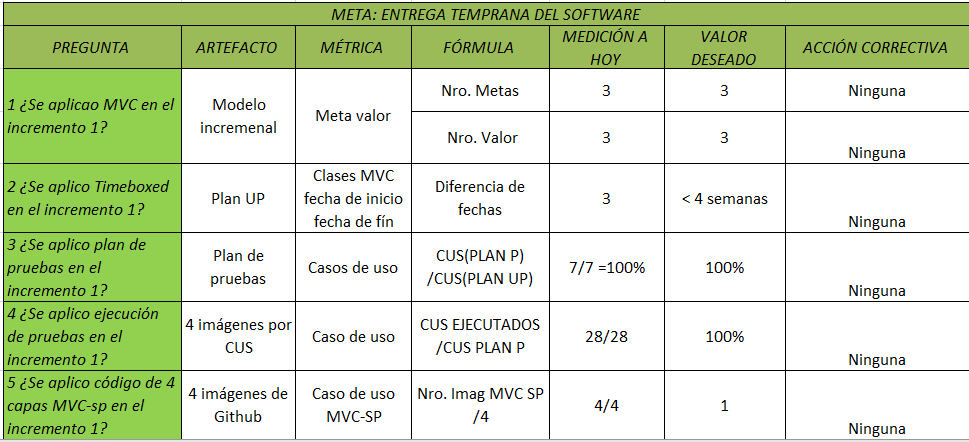 META: ENTREGA TEMPRANA DEL SOFTWARE
PREGUNTA
ARTEFACTO
MÉTRICA
FÓRMULA
MEDICIÓN A
HOY
VALOR
DESEADO
ACCIÓN CORRECTIVA
1 ¿Se aplicao MVC en el
incremento 1?
Modelo
incremenal
Meta valor
Nro. Metas
3
3
Ninguna
Nro. Valor
3
3
Ninguna
2 ¿Se aplico Timeboxed
en el incremento 1?
Plan UP
Clases MVC
fecha de inicio
fecha de fín
Diferencia de
fechas
3
< 4 semanas
Ninguna
3 ¿Se aplico plan de
pruebas en el
incremento 1?
Plan de
pruebas
Casos de uso
CUS(PLAN P)
/CUS(PLAN UP)
7/7 =100%
100%
Ninguna
4 ¿Se aplico ejecución
de pruebas en el
incremento 1?
4 imágenes por
CUS
Caso de uso
CUS EJECUTADOS
/CUS PLAN P
28/28
100%
Ninguna
5 ¿Se aplico código de 4
capas MVC-sp en el
incremento 1?
4 imágenes de
Github
Caso de uso
MVC-SP
Nro. Imag MVC SP
/4
4/4
1
Ninguna